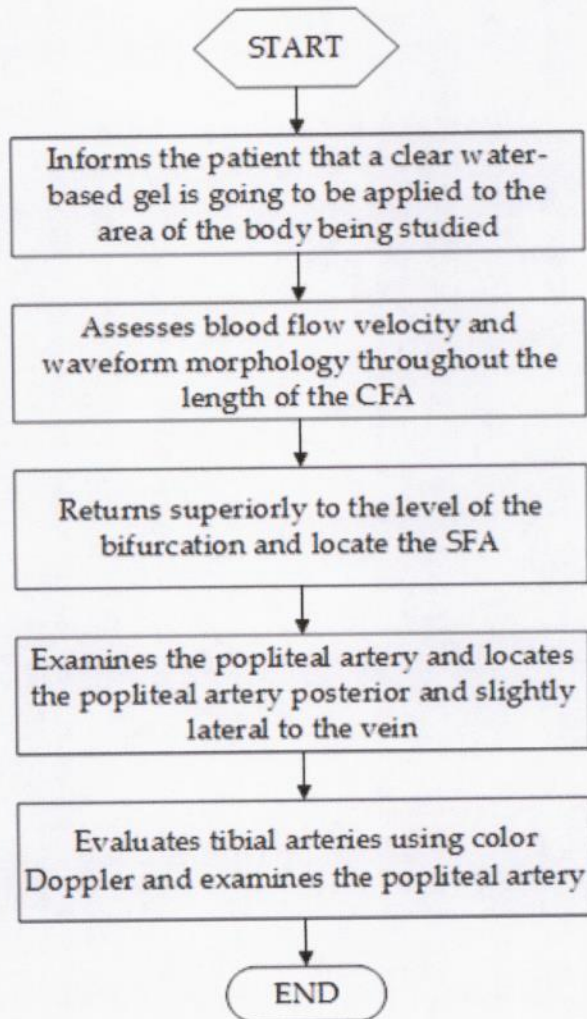 START
Informs the patient that a clear water-
based gel is going to be applied to the
area of the body being studied
Assesses blood flow velocity and
waveform morphology throughout the
length of the CFA
Returns superiorly to the level of the
bifurcation and locate the SFA
Examines the popliteal artery and locates
the popliteal artery posterior and slightly
lateral to the vein
Evaluates tibial arteries using color
Doppler and examines the popliteal artery
END